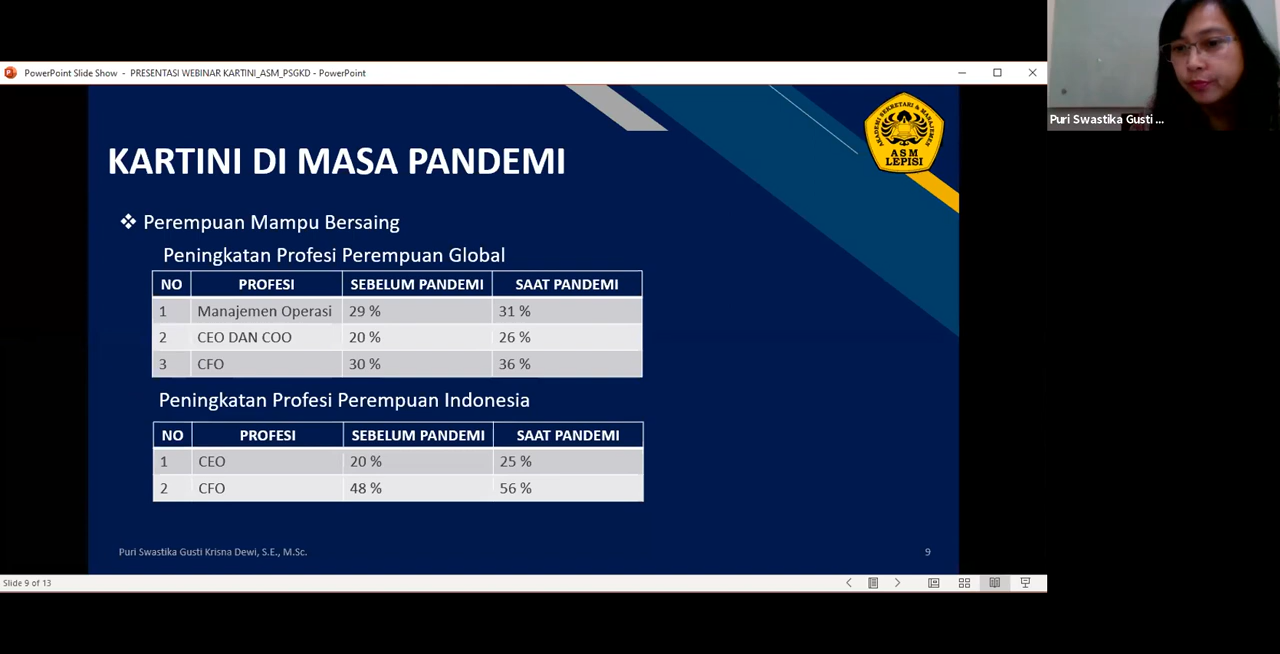 PowerPoint Slide Show - PRESENTASI WEBINAR KARTINI_ASM_PSGKD - PowerPoint
Puri Swastika Gusti ...
AKADEMI SEKRETARI & MANAJEMEN
ASM
LEPISI
KARTINI DI MASA PANDEMI
❖ Perempuan Mampu Bersaing
Peningkatan Profesi Perempuan Global
NO PROFESI SEBELUM PANDEMI SAAT PANDEMI
1 Manajemen Operasi 29 % 31 %
2 CEO DAN COO 20 % 26 %
3 CFO 30 % 36 %
Peningkatan Profesi Perempuan Indonesia
NO PROFESI SEBELUM PANDEMI SAAT PANDEMI
1 CEO 20 % 25 %
2 CFO 48 % 56 %
Puri Swastika Gusti Krisna Dewi, S.E., M.Sc. 9
Slide 9 of 13